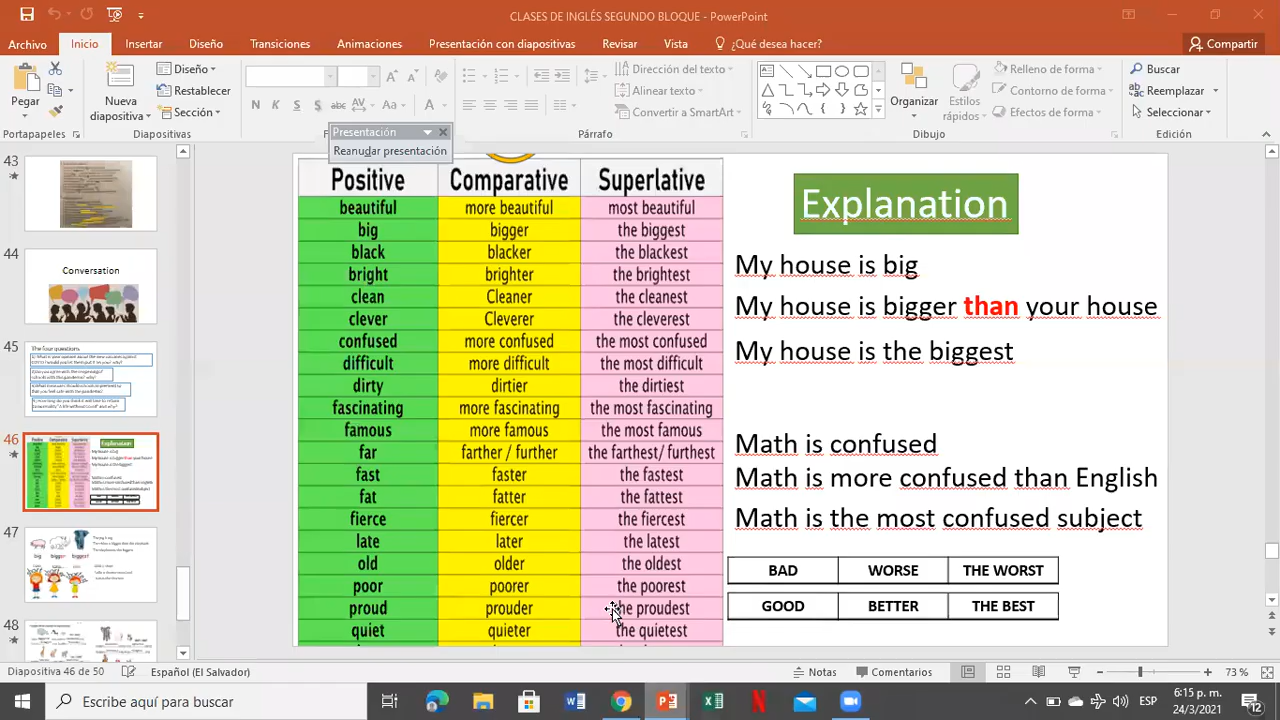 CLASES DE INGLÉS SEGUNDO BLOQUE - PowerPoint
Archivo Inicio Insertar Diseño Transiciones Animaciones Presentación con diapositivas Revisar Vista ¿Qué desea hacer? Compartir
Pegar
Nueva diapositiva
Diseño
Restablecer
Sección
N K S S abc AV Aa A
Dirección del texto
Alinear texto
Convertir a SmartArt
Organizar
Estilos rápidos
Relleno de forma
Contorno de forma
Efectos de forma
Buscar
Reemplazar
Seleccionar
Portapapeles Diapositivas F Párrafo Dibujo Edición
Presentación
Reanudar presentación
43
44
Conversation
45
The four questions
46
47
big bigger biggest
48
Positive Comparative Superlative
beautiful more beautiful most beautiful
big bigger the biggest
black blacker the blackest
bright brighter the brightest
clean Cleaner the cleanest
clever Cleverer the cleverest
confused more confused the most confused
difficult more difficult the most difficult
dirty dirtier the dirtiest
fascinating more fascinating the most fascinating
famous more famous the most famous
far farther / further the farthest/ furthest
fast faster the fastest
fat fatter the fattest
fierce fiercer the fiercest
late later the latest
old older the oldest
poor poorer the poorest
proud prouder the proudest
quiet quieter the quietest
Explanation
My house is big
My house is bigger than your house
My house is the biggest
Math is confused
Math is more confused than English
Math is the most confused subject
BAD WORSE THE WORST
GOOD BETTER THE BEST
Diapositiva 46 de 50 Español (El Salvador) Notas Comentarios 73 %
Escribe aquí para buscar
ESP
6:15 p. m.
24/3/2021
12